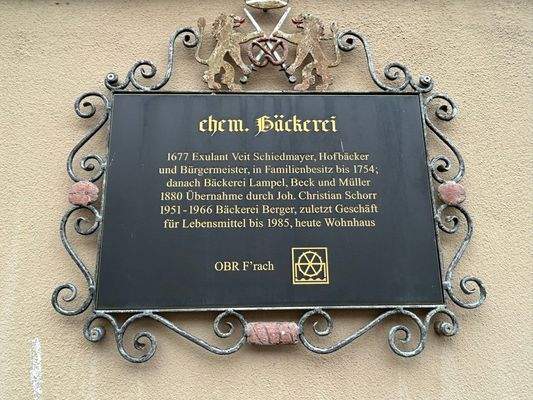 ehem. Bäckerei
1677 Exulant Veit Schiedmayer, Hofbäcker
und Bürgermeister, in Familienbesitz bis 1754;
danach Bäckerei Lampel, Beck und Müller
1880 Übernahme durch Joh. Christian Schorr
1951-1966 Bäckerei Berger, zuletzt Geschäft
für Lebensmittel bis 1985, heute Wohnhaus
OBR F'rach